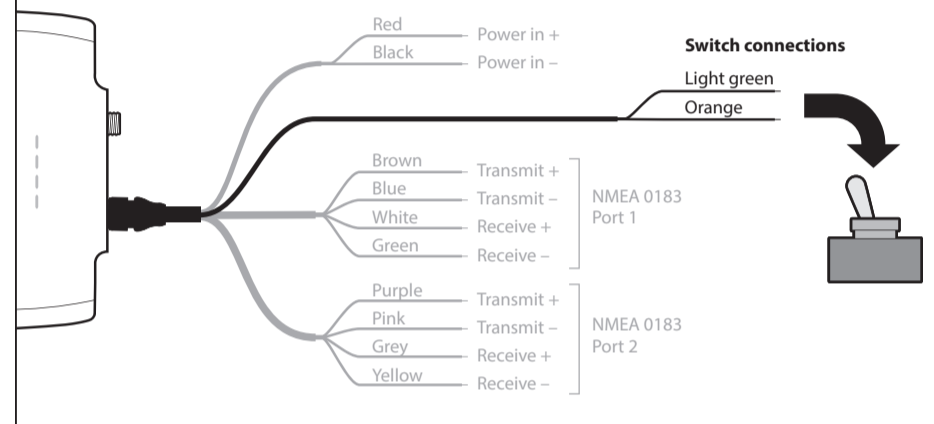 Red
Power in +
Black
Power in –
Switch connections
Light green
Orange
Brown
Transmit +
Blue
Transmit –
White
Receive +
Green
Receive –
NMEA 0183
Port 1
Purple
Transmit +
Pink
Transmit –
Grey
Receive +
Yellow
Receive –
NMEA 0183
Port 2